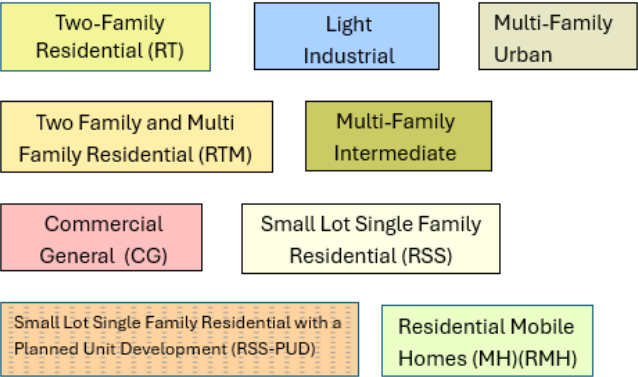 Two-Family
Residential (RT)
Light
Industrial
Multi-Family
Urban
Two Family and Multi
Family Residential (RTM)
Multi-Family
Intermediate
Commercial
General (CG)
Small Lot Single Family
Residential (RSS)
Small Lot Single Family Residential with a
Planned Unit Development (RSS-PUD)
Residential Mobile
Homes (MH)(RMH)